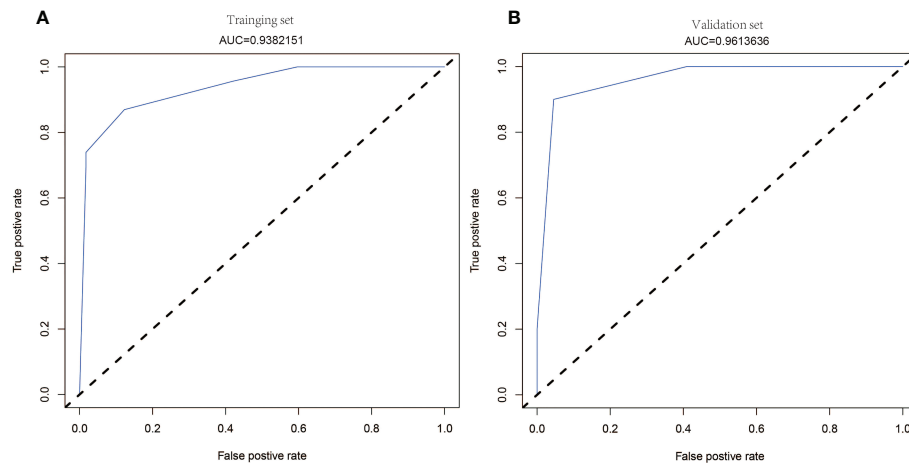 A
Trainging set
AUC=0.9382151
True postive rate
1.0
0.8
0.6
0.4
0.2
0.0
0.0 0.2 0.4 0.6 0.8 1.0
False postive rate
B
Validation set
AUC=0.9613636
True postive rate
1.0
0.8
0.6
0.4
0.2
0.0
0.0 0.2 0.4 0.6 0.8 1.0
False postive rate